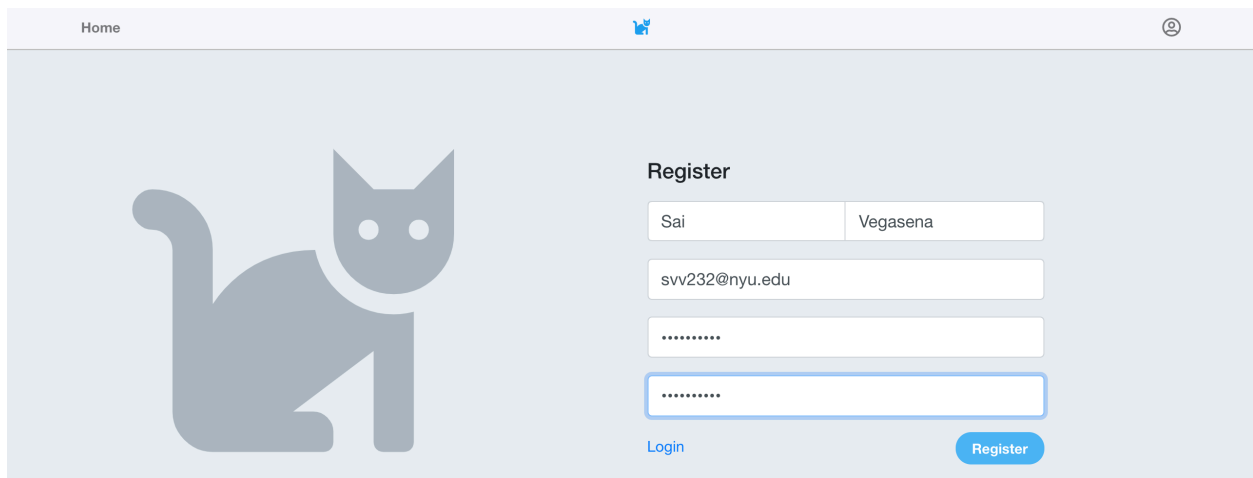 Home
Register
Sai Vegasena
svv232@nyu.edu
••••••••••
••••••••••
Login Register